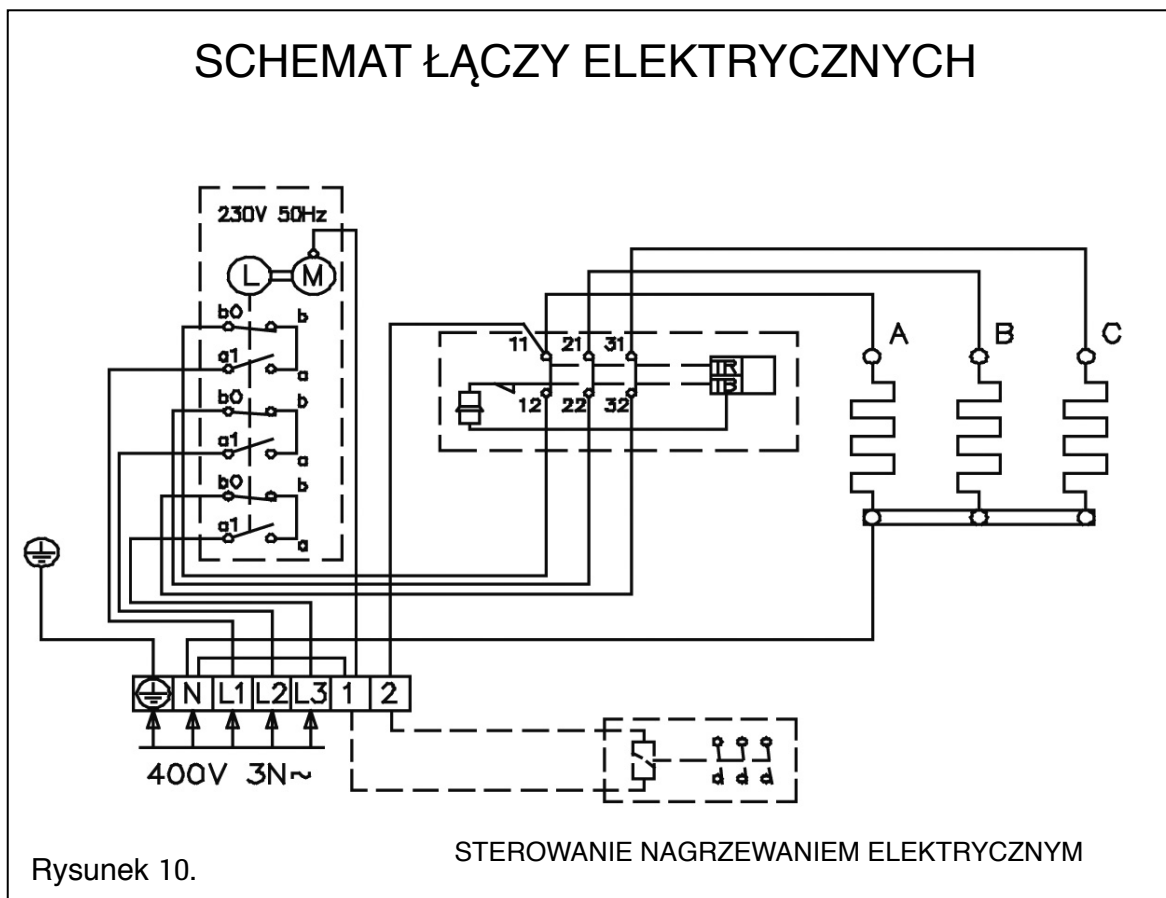 SCHEMAT ŁĄCZY ELEKTRYCZNYCH
230V 50Hz
L M
b0 b
a1 a
b0 b
a1 a
b0 b
a1 a
11 21 31
TR
TB
12 22 32
A B C
N L1 L2 L3 1 2
400V 3N~
STEROWANIE NAGRZEWANIEM ELEKTRYCZNYM
Rysunek 10.